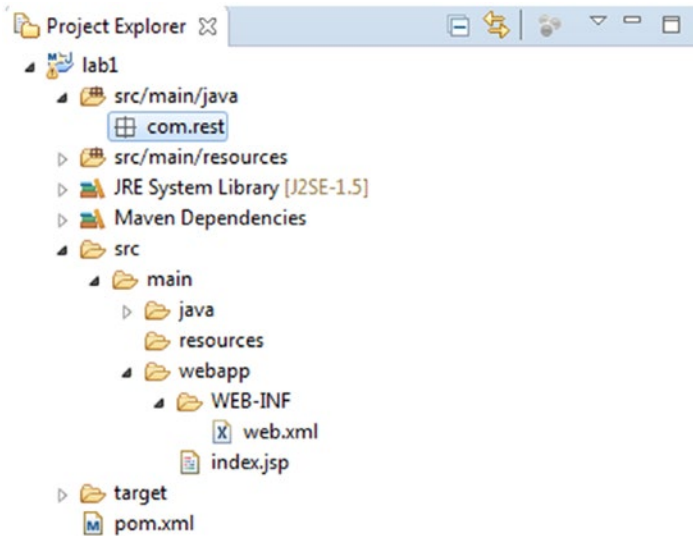 Project Explorer
lab1
src/main/java
com.rest
src/main/resources
JRE System Library [J2SE-1.5]
Maven Dependencies
src
main
java
resources
webapp
WEB-INF
web.xml
index.jsp
target
pom.xml